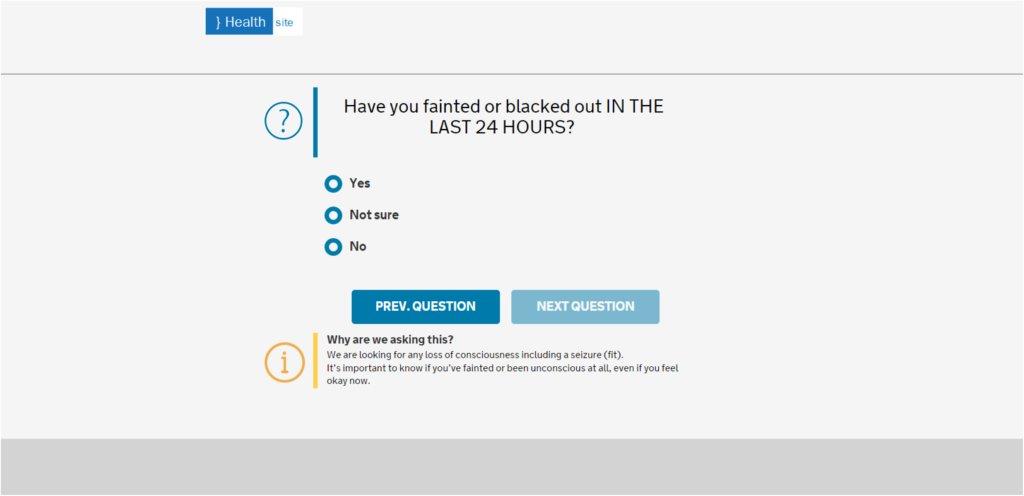 } Health site
?
Have you fainted or blacked out IN THE
LAST 24 HOURS?
Yes
Not sure
No
PREV. QUESTION NEXT QUESTION
Why are we asking this?
i
We are looking for any loss of consciousness including a seizure (fit).
It's important to know if you've fainted or been unconscious at all, even if you feel
okay now.